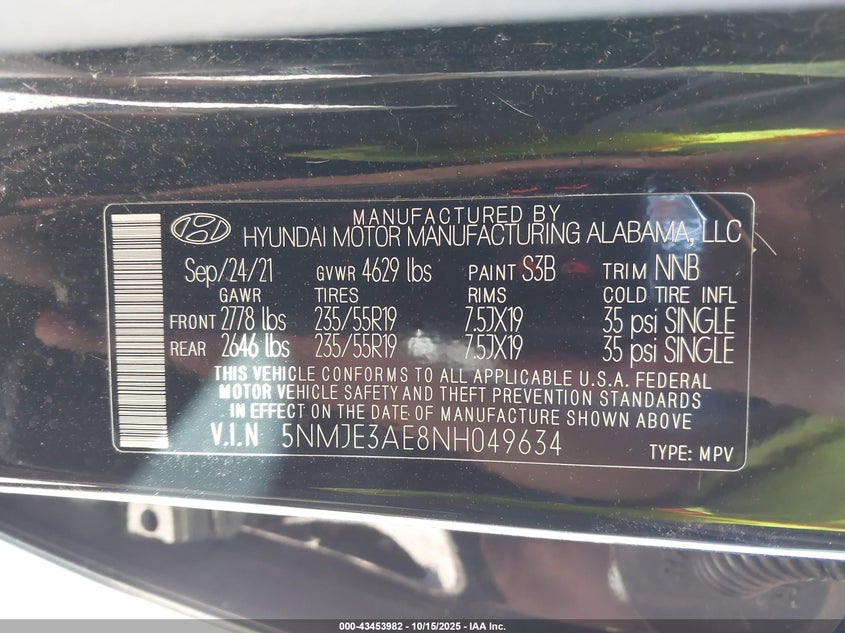 MANUFACTURED BY
HYUNDAI MOTOR MANUFACTURING ALABAMA, LLC
Sep/24/21 GVWR 4629 lbs PAINT S3B TRIM NNB
GAWR TIRES RIMS COLD TIRE INFL
FRONT 2778 lbs 235/55R19 7.5JX19 35 psi SINGLE
REAR 2646 lbs 235/55R19 7.5JX19 35 psi SINGLE
THIS VEHICLE CONFORMS TO ALL APPLICABLE U.S.A. FEDERAL
MOTOR VEHICLE SAFETY AND THEFT PREVENTION STANDARDS
IN EFFECT ON THE DATE OF MANUFACTURE SHOWN ABOVE
V.I.N 5NMJE3AE8NH049634 TYPE: MPV
000-43453982 - 10/15/2025 - IAA Inc.